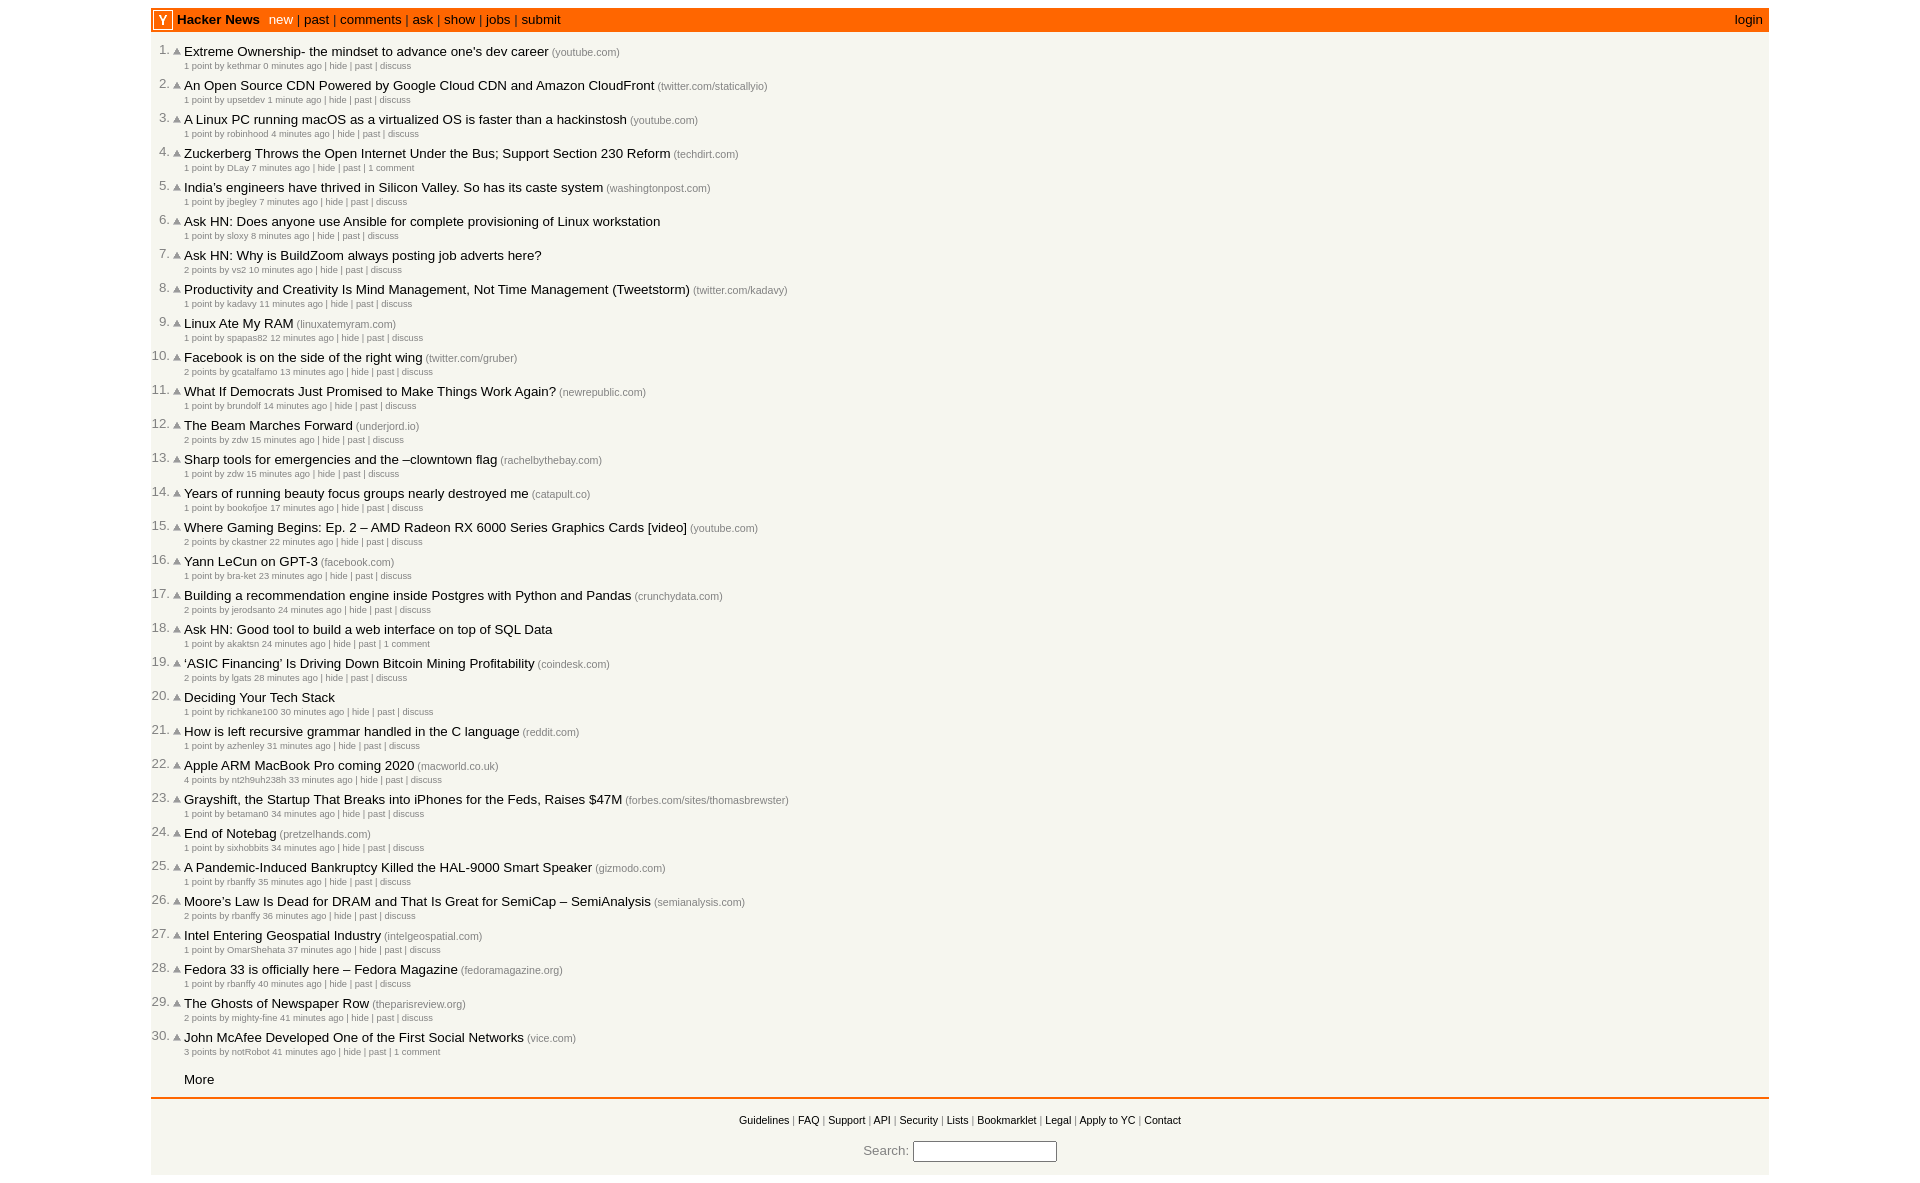 Y Hacker News new | past | comments | ask | show | jobs | submit login
1. Extreme Ownership- the mindset to advance one's dev career (youtube.com)
1 point by kethmar 0 minutes ago | hide | past | discuss
2. An Open Source CDN Powered by Google Cloud CDN and Amazon CloudFront (twitter.com/staticallyio)
1 point by upsetdev 1 minute ago | hide | past | discuss
3. A Linux PC running macOS as a virtualized OS is faster than a hackinstosh (youtube.com)
1 point by robinhood 4 minutes ago | hide | past | discuss
4. Zuckerberg Throws the Open Internet Under the Bus; Support Section 230 Reform (techdirt.com)
1 point by DLay 7 minutes ago | hide | past | 1 comment
5. India’s engineers have thrived in Silicon Valley. So has its caste system (washingtonpost.com)
1 point by jbegley 7 minutes ago | hide | past | discuss
6. Ask HN: Does anyone use Ansible for complete provisioning of Linux workstation
1 point by sloxy 8 minutes ago | hide | past | discuss
7. Ask HN: Why is BuildZoom always posting job adverts here?
2 points by vs2 10 minutes ago | hide | past | discuss
8. Productivity and Creativity Is Mind Management, Not Time Management (Tweetstorm) (twitter.com/kadavy)
1 point by kadavy 11 minutes ago | hide | past | discuss
9. Linux Ate My RAM (linuxatemyram.com)
1 point by spapas82 12 minutes ago | hide | past | discuss
10. Facebook is on the side of the right wing (twitter.com/gruber)
2 points by gcatalfamo 13 minutes ago | hide | past | discuss
11. What If Democrats Just Promised to Make Things Work Again? (newrepublic.com)
1 point by brundolf 14 minutes ago | hide | past | discuss
12. The Beam Marches Forward (underjord.io)
2 points by zdw 15 minutes ago | hide | past | discuss
13. Sharp tools for emergencies and the –clowntown flag (rachelbythebay.com)
1 point by zdw 15 minutes ago | hide | past | discuss
14. Years of running beauty focus groups nearly destroyed me (catapult.co)
1 point by bookofjoe 17 minutes ago | hide | past | discuss
15. Where Gaming Begins: Ep. 2 – AMD Radeon RX 6000 Series Graphics Cards [video] (youtube.com)
2 points by ckastner 22 minutes ago | hide | past | discuss
16. Yann LeCun on GPT-3 (facebook.com)
1 point by bra-ket 23 minutes ago | hide | past | discuss
17. Building a recommendation engine inside Postgres with Python and Pandas (crunchydata.com)
2 points by jerodsanto 24 minutes ago | hide | past | discuss
18. Ask HN: Good tool to build a web interface on top of SQL Data
1 point by akaktsn 24 minutes ago | hide | past | 1 comment
19. ‘ASIC Financing’ Is Driving Down Bitcoin Mining Profitability (coindesk.com)
2 points by lgats 28 minutes ago | hide | past | discuss
20. Deciding Your Tech Stack
1 point by richkane100 30 minutes ago | hide | past | discuss
21. How is left recursive grammar handled in the C language (reddit.com)
1 point by azhenley 31 minutes ago | hide | past | discuss
22. Apple ARM MacBook Pro coming 2020 (macworld.co.uk)
4 points by nt2h9uh238h 33 minutes ago | hide | past | discuss
23. Grayshift, the Startup That Breaks into iPhones for the Feds, Raises $47M (forbes.com/sites/thomasbrewster)
1 point by betaman0 34 minutes ago | hide | past | discuss
24. End of Notebag (pretzelhands.com)
1 point by sixhobbits 34 minutes ago | hide | past | discuss
25. A Pandemic-Induced Bankruptcy Killed the HAL-9000 Smart Speaker (gizmodo.com)
1 point by rbanffy 35 minutes ago | hide | past | discuss
26. Moore’s Law Is Dead for DRAM and That Is Great for SemiCap – SemiAnalysis (semianalysis.com)
2 points by rbanffy 36 minutes ago | hide | past | discuss
27. Intel Entering Geospatial Industry (intelgeospatial.com)
1 point by OmarShehata 37 minutes ago | hide | past | discuss
28. Fedora 33 is officially here – Fedora Magazine (fedoramagazine.org)
1 point by rbanffy 40 minutes ago | hide | past | discuss
29. The Ghosts of Newspaper Row (theparisreview.org)
2 points by mighty-fine 41 minutes ago | hide | past | discuss
30. John McAfee Developed One of the First Social Networks (vice.com)
3 points by notRobot 41 minutes ago | hide | past | 1 comment
More
Guidelines | FAQ | Support | API | Security | Lists | Bookmarklet | Legal | Apply to YC | Contact
Search: